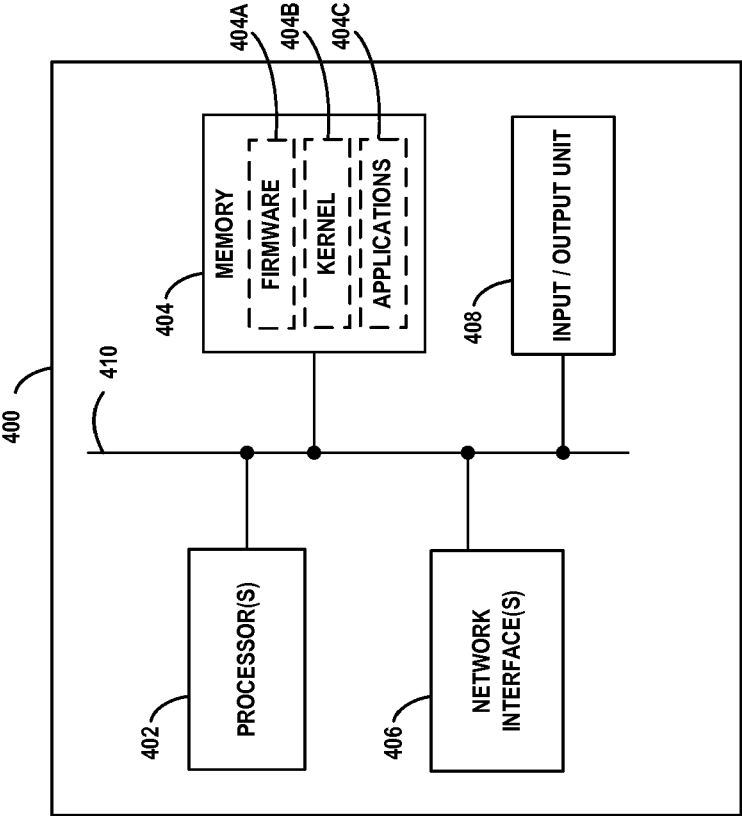 400
410
402
PROCESSOR(S)
404
MEMORY
FIRMWARE
404A
KERNEL
404B
APPLICATIONS
404C
406
NETWORK
INTERFACE(S)
408
INPUT / OUTPUT UNIT